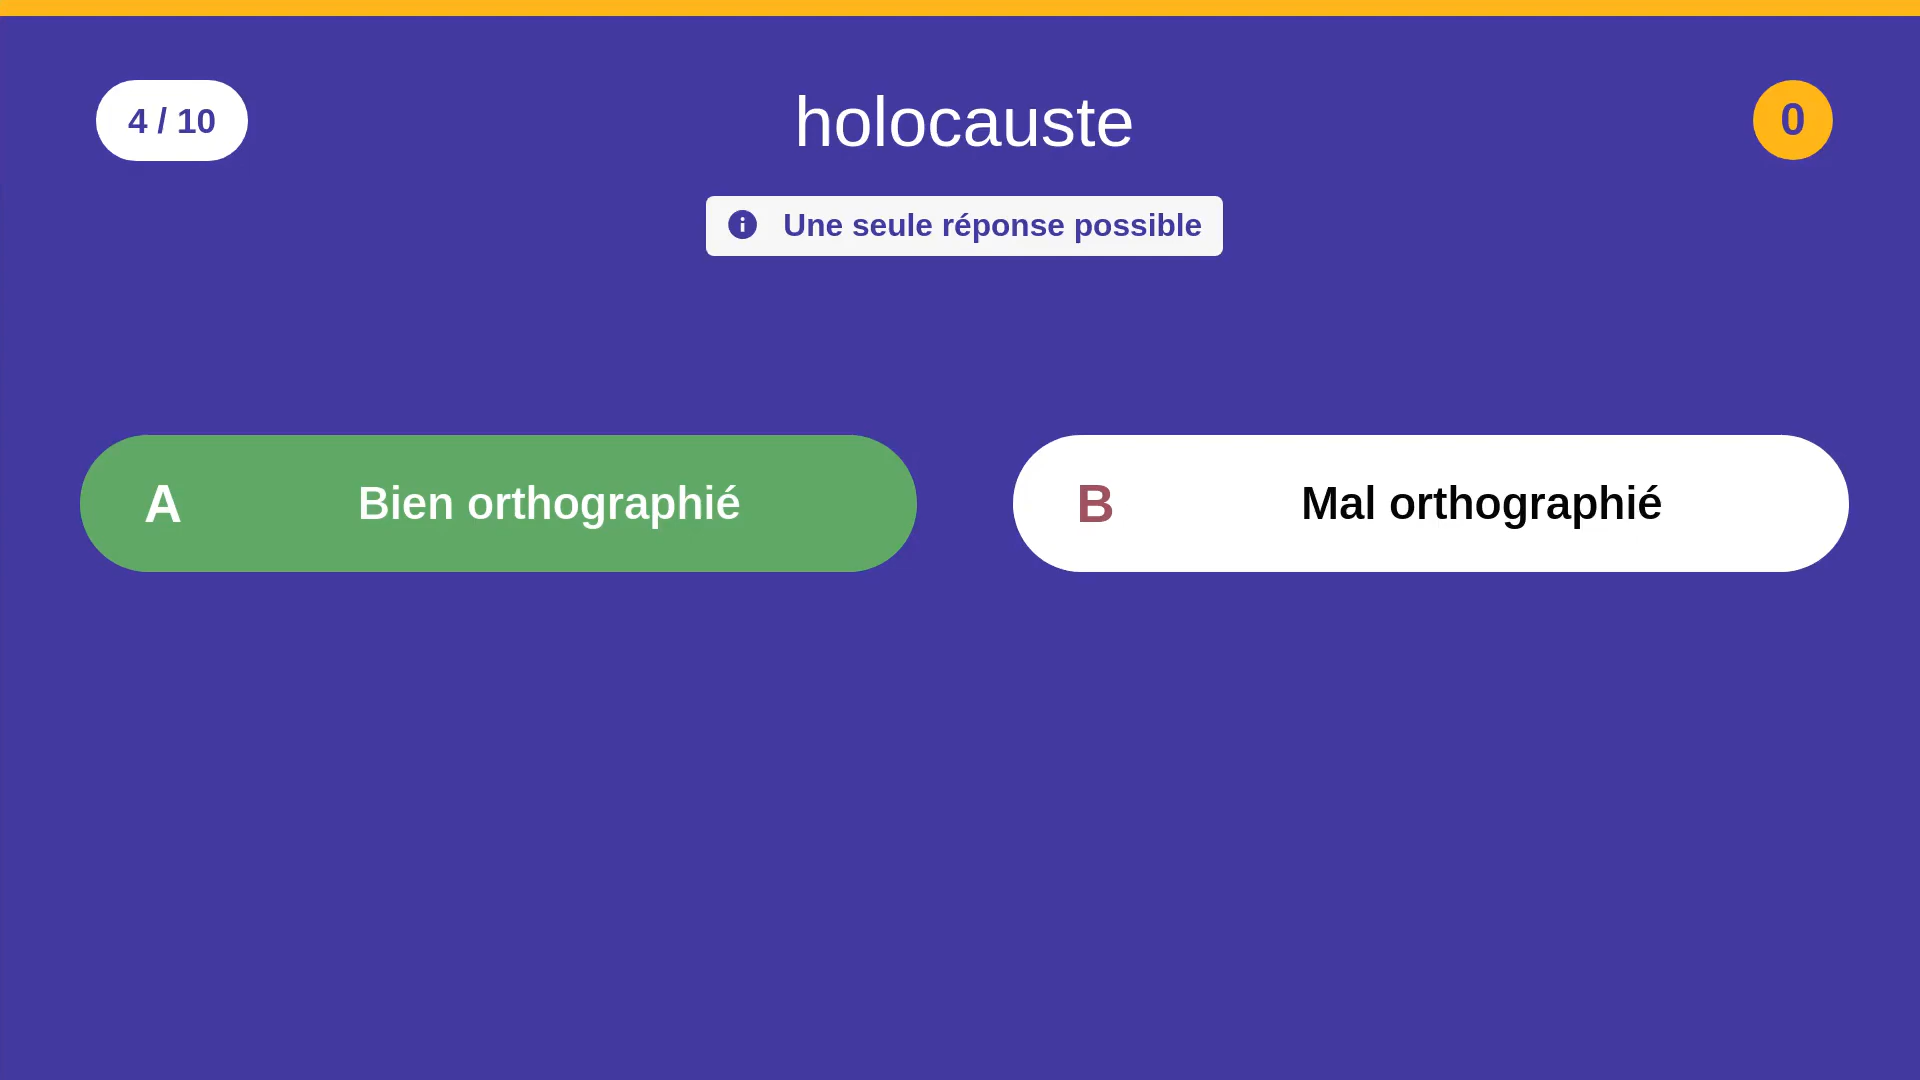 4 / 10
holocauste
0
Une seule réponse possible
A Bien orthographié
B Mal orthographié